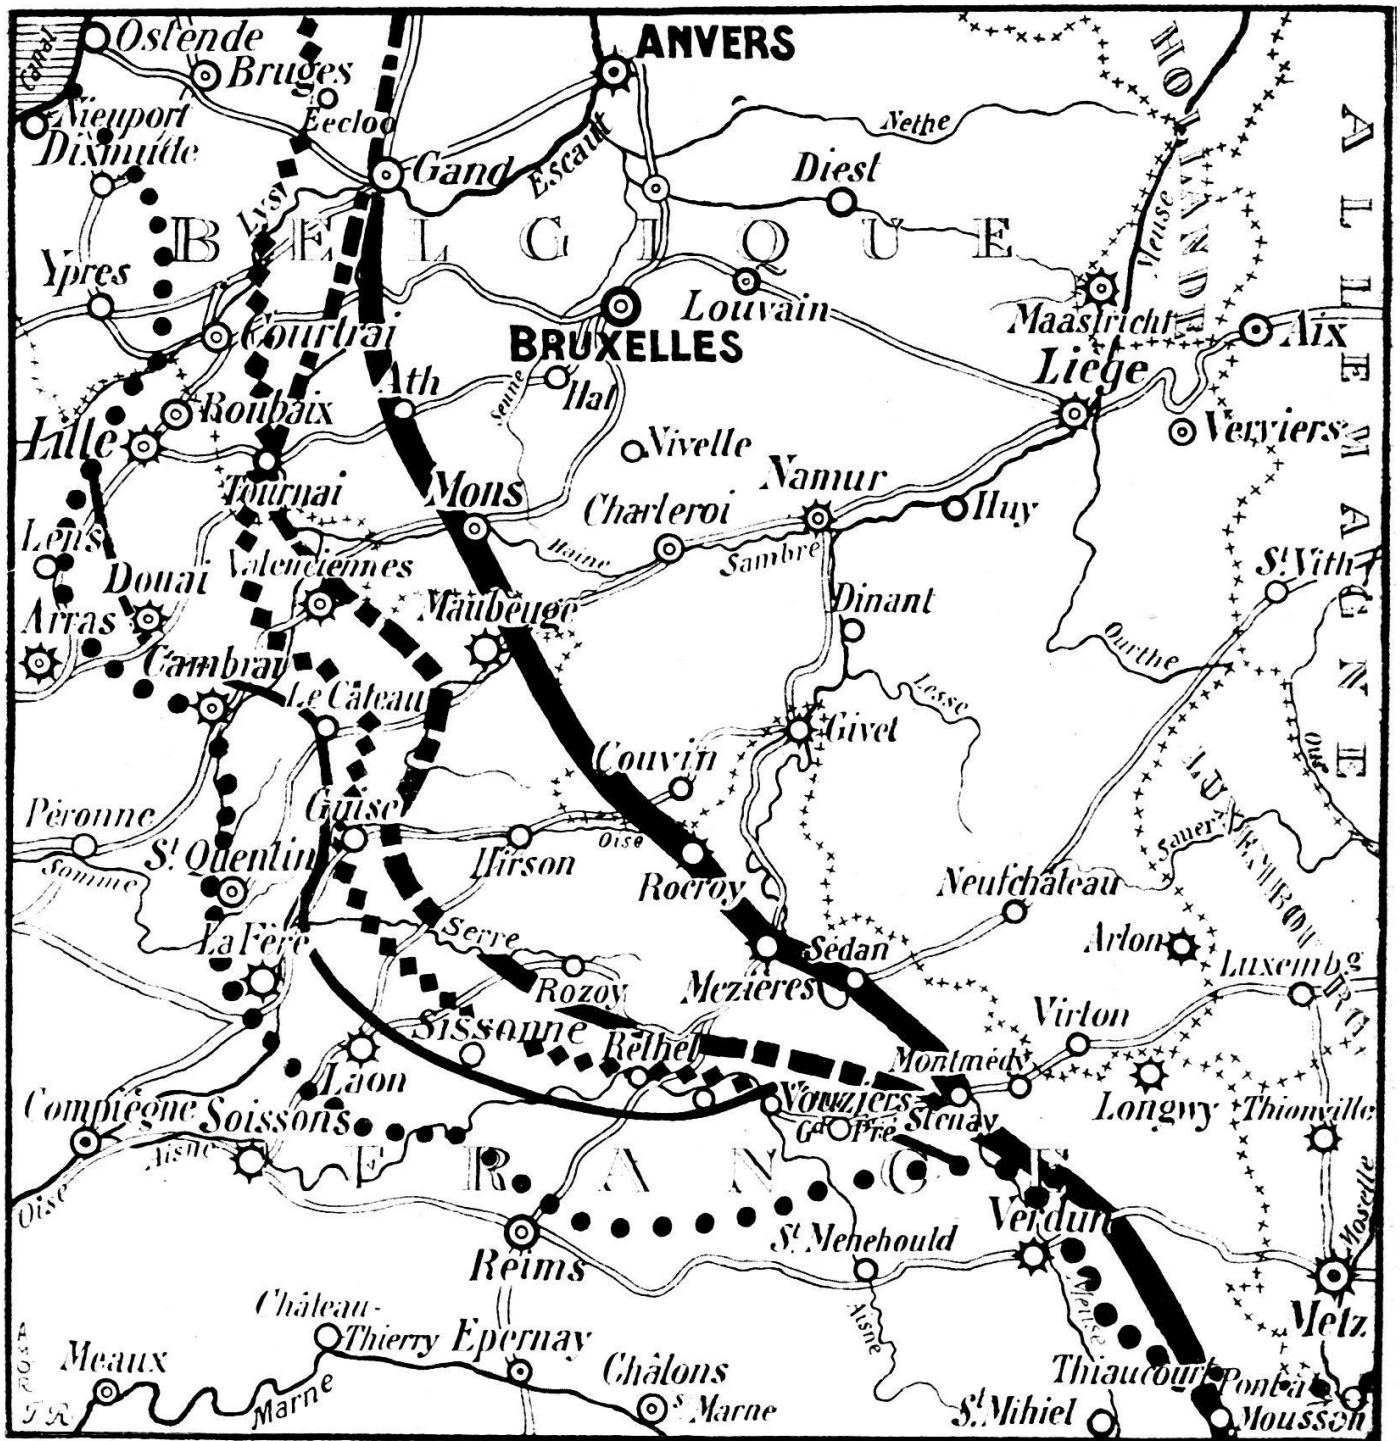 Canal
Ostende
Bruges
ANVERS
HOLLANDE
ALLEMAGNE
Nieuport
Eecloo
Nethe
Dixmude
Gand
Escaut
Diest
Lys
BELGIQUE
Meuse
Ypres
Louvain
Courtrai
BRUXELLES
Maastricht
Aix
Ath
Senne
Hal
Liège
Roubaix
Lille
Nivelle
Verviers
Tournai
Mons
Charleroi
Namur
Huy
Lens
Douai
Valenciennes
Haine
Sambre
St. Vith
Arras
Maubeuge
Dinant
Ourthe
Cambrai
Le Câteau
Lesse
Givet
Our
Couvin
LUXEMBOURG
Péronne
Guise
Oise
Sauer
St Quentin
Hirson
Somme
Rocroy
Neufchâteau
La Fère
Serre
Sedan
Arlon
Luxembg
Rozoy
Mezières
Sissonne
Rethel
Virton
Montmédy
Laon
Vouziers
Stenay
Longwy
Thionville
Compiègne
Soissons
Gd Pré
Aisne
FRANCE
Oise
Verdun
Moselle
Reims
St Menehould
Meuse
Metz
Château-
Thierry
Epernay
Aisne
Meaux
Châlons
s Marne
Thiaucourt
Pont à
Mousson
Marne
St Mihiel